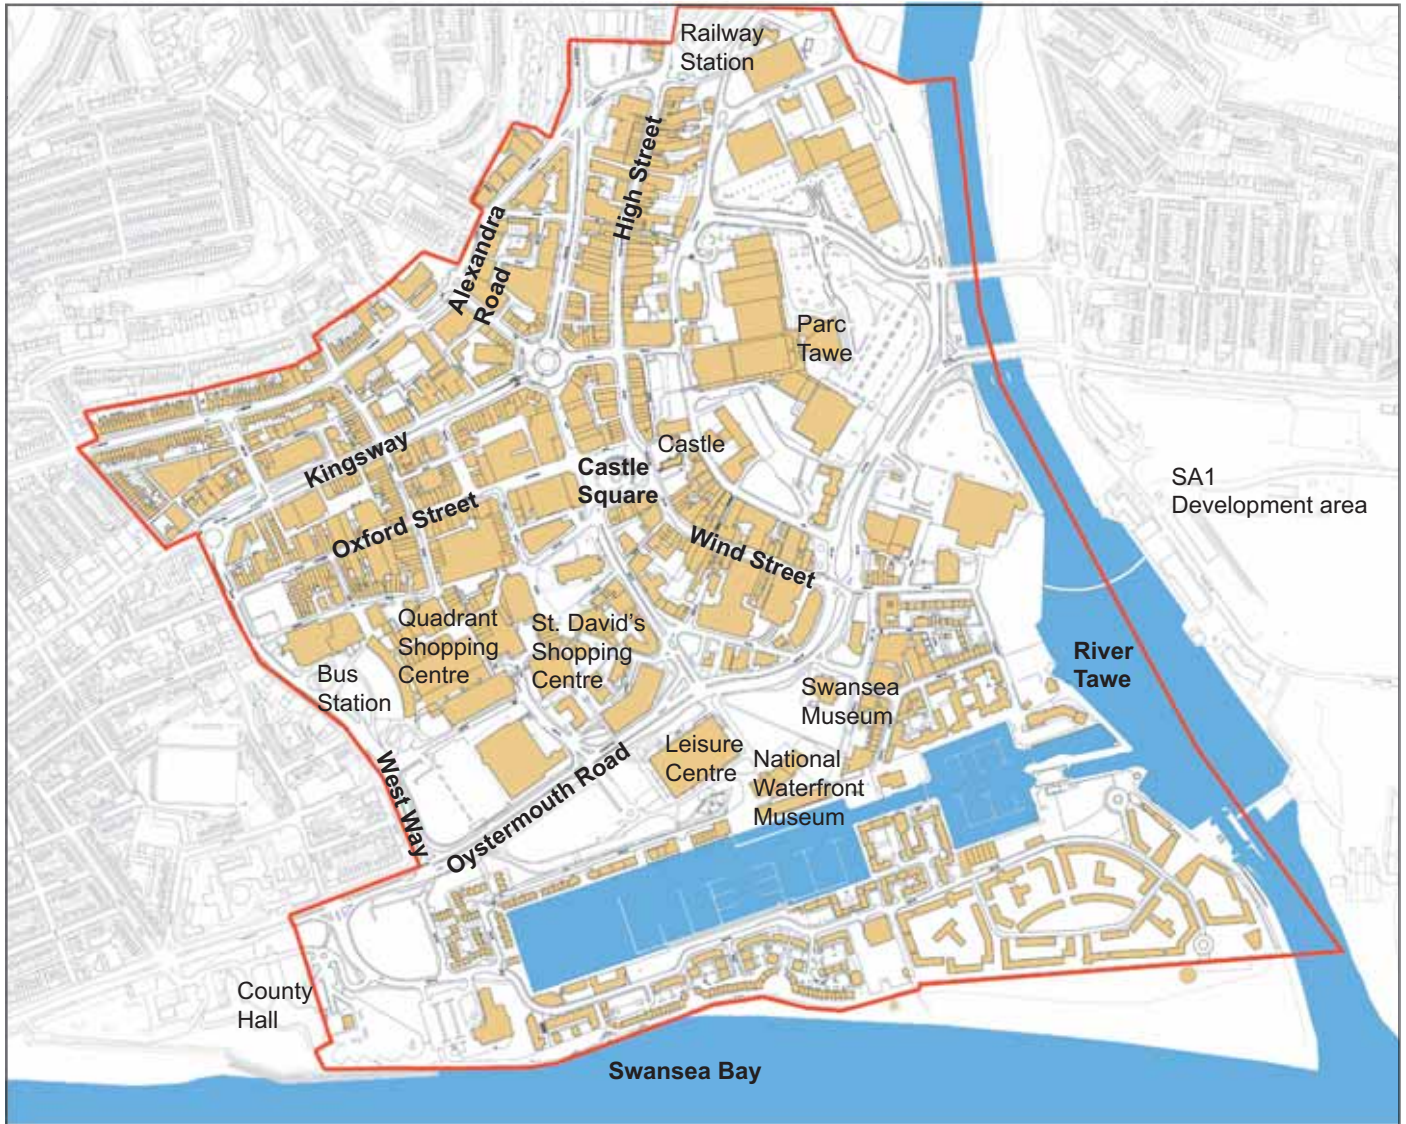 Railway
Station
High Street
Alexandra
Road
Parc
Tawe
Kingsway
Castle
Castle
Square
SA1
Development area
Oxford Street
Wind Street
Quadrant
Shopping
Centre
St. David's
Shopping
Centre
Bus
Station
River
Tawe
Swansea
Museum
Leisure
Centre
National
Waterfront
Museum
West Way
Oystermouth Road
County
Hall
Swansea Bay